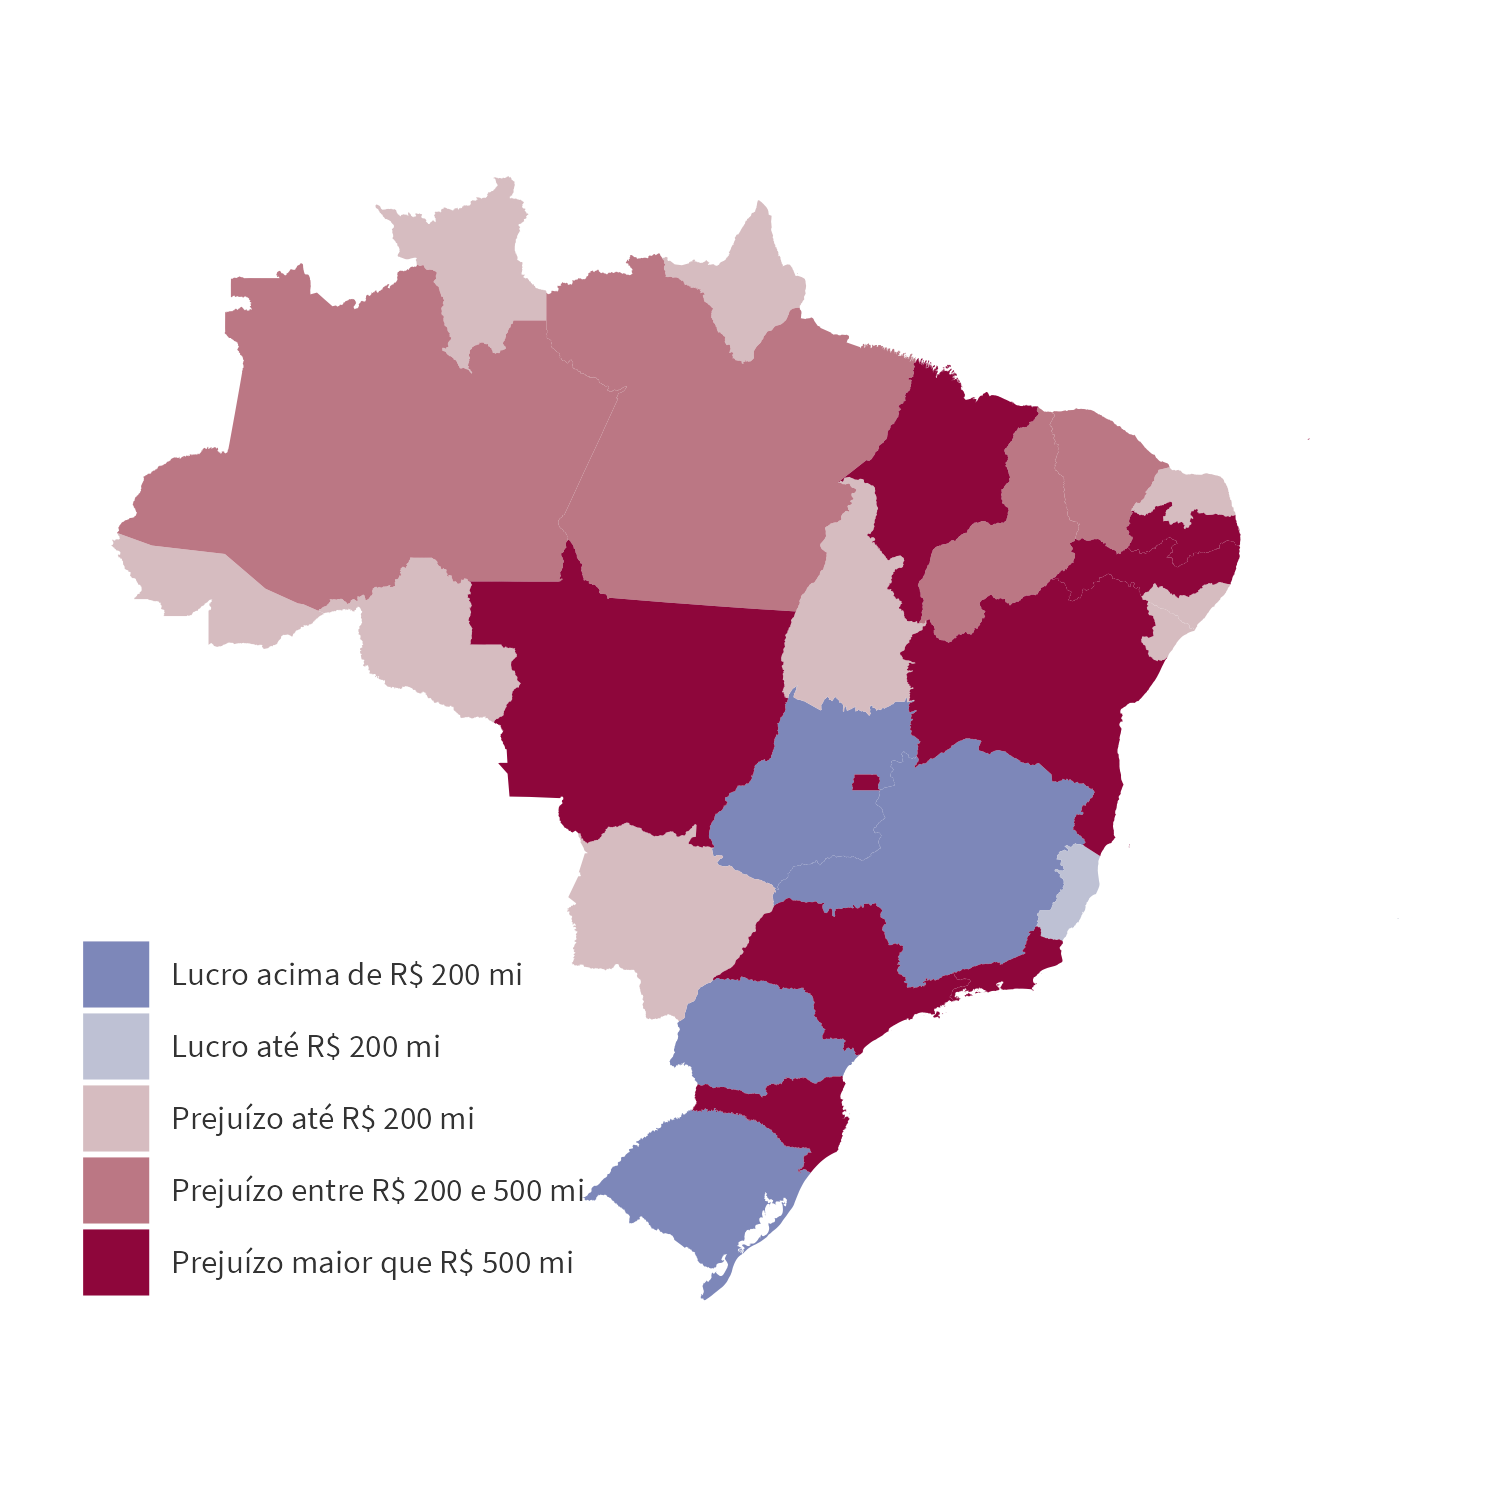 Lucro acima de R$ 200 mi
Lucro até R$ 200 mi
Prejuízo até R$ 200 mi
Prejuízo entre R$ 200 e 500 mi
Prejuízo maior que R$ 500 mi